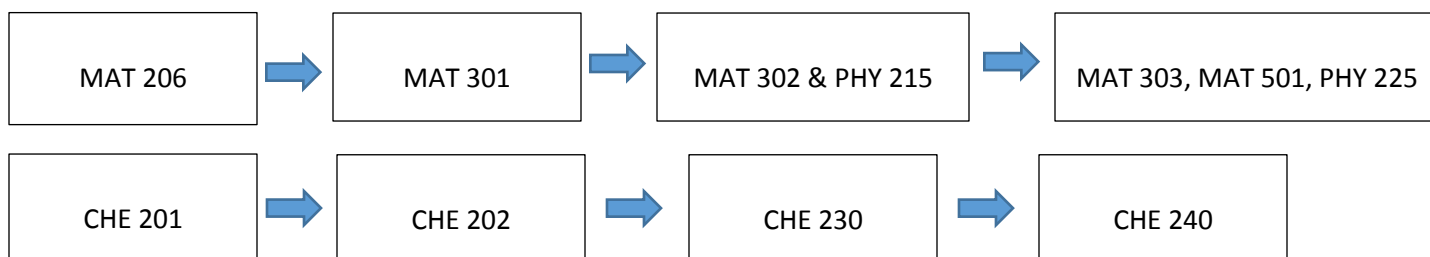 MAT 206
MAT 301
MAT 302 & PHY 215
MAT 303, MAT 501, PHY 225
CHE 201
CHE 202
CHE 230
CHE 240